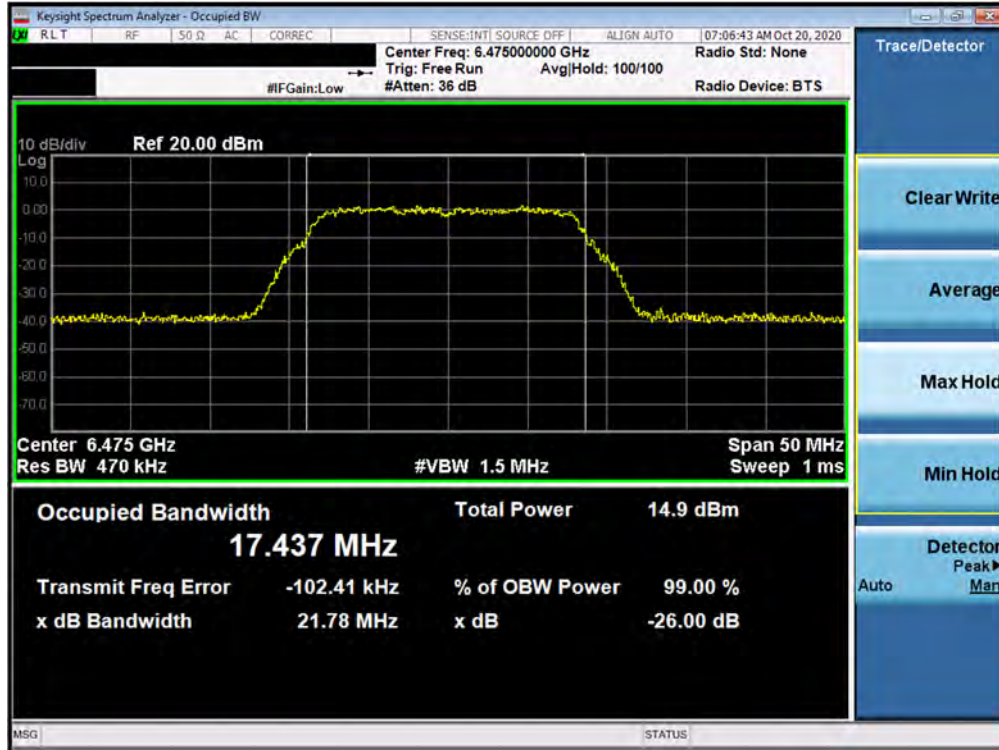 Keysight Spectrum Analyzer - Occupied BW
LXI RLT RF 50 Ω AC CORREC SENSE:INT SOURCE OFF ALIGN AUTO 07:06:43 AM Oct 20, 2020
Center Freq: 6.475000000 GHz Radio Std: None
Trig: Free Run Avg|Hold: 100/100
#IFGain:Low #Atten: 36 dB Radio Device: BTS
10 dB/div Ref 20.00 dBm
Log
10.0
0.00
-10.0
-20.0
-30.0
-40.0
-50.0
-60.0
-70.0
Center 6.475 GHz Span 50 MHz
Res BW 470 kHz #VBW 1.5 MHz Sweep 1 ms
Occupied Bandwidth Total Power 14.9 dBm
17.437 MHz
Transmit Freq Error -102.41 kHz % of OBW Power 99.00 %
x dB Bandwidth 21.78 MHz x dB -26.00 dB
MSG STATUS
Trace/Detector
Clear Write
Average
Max Hold
Min Hold
Detector
Peak▶
Auto Man